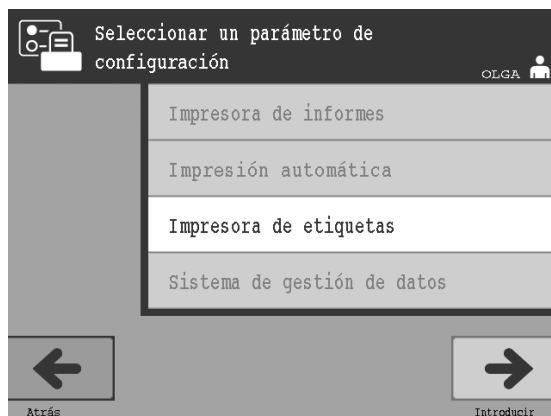 Seleccionar un parámetro de
configuración
OLGA
Impresora de informes
Impresión automática
Impresora de etiquetas
Sistema de gestión de datos
Atrás
Introducir